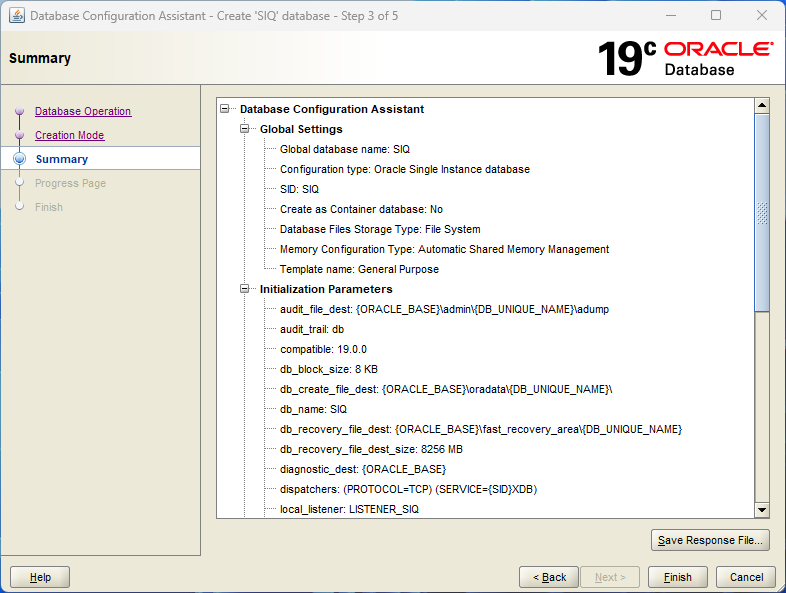 Database Configuration Assistant - Create 'SIQ' database - Step 3 of 5
Summary
19c ORACLE
Database
Database Operation
Creation Mode
Summary
Progress Page
Finish
Database Configuration Assistant
Global Settings
Global database name: SIQ
Configuration type: Oracle Single Instance database
SID: SIQ
Create as Container database: No
Database Files Storage Type: File System
Memory Configuration Type: Automatic Shared Memory Management
Template name: General Purpose
Initialization Parameters
audit_file_dest: {ORACLE_BASE}\admin\{DB_UNIQUE_NAME}\adump
audit_trail: db
compatible: 19.0.0
db_block_size: 8 KB
db_create_file_dest: {ORACLE_BASE}\oradata\{DB_UNIQUE_NAME}\
db_name: SIQ
db_recovery_file_dest: {ORACLE_BASE}\fast_recovery_area\{DB_UNIQUE_NAME}
db_recovery_file_dest_size: 8256 MB
diagnostic_dest: {ORACLE_BASE}
dispatchers: (PROTOCOL=TCP) (SERVICE={SID}XDB)
local_listener: LISTENER_SIQ
Save Response File...
Help
< Back
Next >
Finish
Cancel